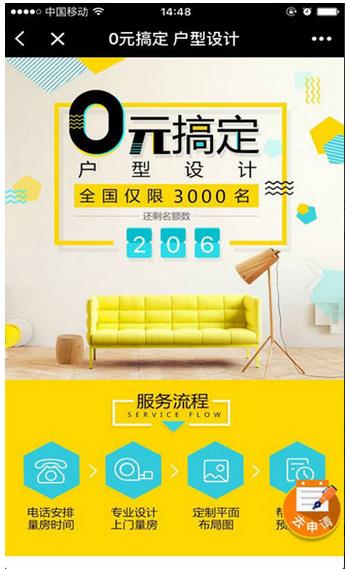 中国移动
14:48
0元搞定 户型设计
0元搞定
户型设计
全国仅限 3000 名
还剩名额数
2 0 6
服务流程
SERVICE FLOW
电话安排
量房时间
专业设计
上门量房
定制平面
布局图
帮
预
去申请